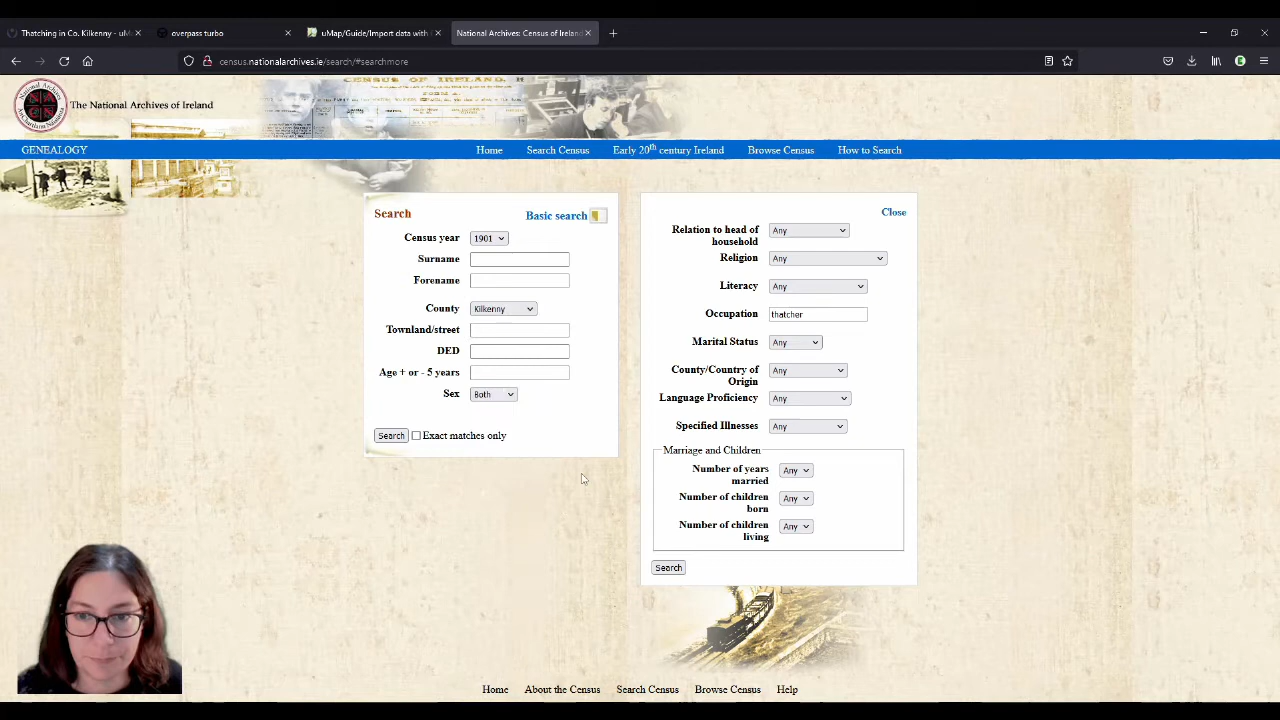 Thatching in Co. Kilkenny - uM
overpass turbo
uMap/Guide/Import data with
National Archives: Census of Ireland
census.nationalarchives.ie/search/#searchmore
The National Archives of Ireland
GENEALOGY
Home
Search Census
Early 20th century Ireland
Browse Census
How to Search
Search
Basic search
Census year
1901
Surname
Forename
County
Kilkenny
Townland/street
DED
Age + or - 5 years
Sex
Both
Search
Exact matches only
Close
Relation to head of household
Any
Religion
Any
Literacy
Any
Occupation
thatcher
Marital Status
Any
County/Country of Origin
Any
Language Proficiency
Any
Specified Illnesses
Any
Marriage and Children
Number of years married
Any
Number of children born
Any
Number of children living
Any
Search
Home
About the Census
Search Census
Browse Census
Help